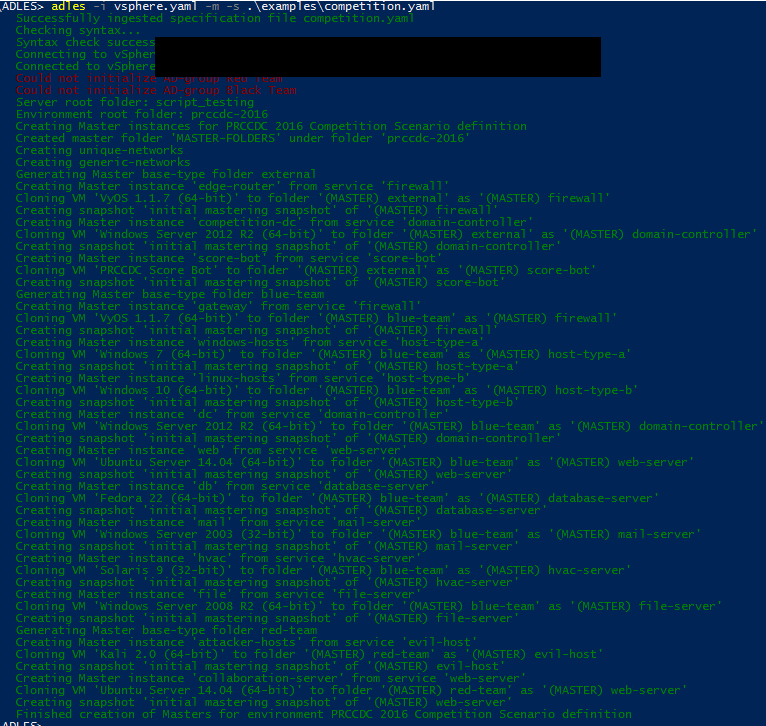 (ADLES> adles -i vsphere.yaml -m -s .\examples\competition.yaml
Successfully ingested specification file competition.yaml
Checking syntax...
Syntax check success
Connecting to vSphere
Connected to vSphere
Could not initialize AD-group Red Team
Could not initialize AD-group Black Team
Server root folder: script_testing
Environment root folder: prccdc-2016
Creating Master instances for PRCCDC 2016 Competition Scenario definition
Created master folder 'MASTER-FOLDERS' under folder 'prccdc-2016'
Creating unique-networks
Creating generic-networks
Generating Master base-type folder external
Creating Master instance 'edge-router' from service 'firewall'
Cloning VM 'VyOS 1.1.7 (64-bit)' to folder '(MASTER) external' as '(MASTER) firewall'
Creating snapshot 'initial mastering snapshot' of '(MASTER) firewall'
Creating Master instance 'competition-dc' from service 'domain-controller'
Cloning VM 'Windows Server 2012 R2 (64-bit)' to folder '(MASTER) external' as '(MASTER) domain-controller'
Creating snapshot 'initial mastering snapshot' of '(MASTER) domain-controller'
Creating Master instance 'score-bot' from service 'score-bot'
Cloning VM 'PRCCDC Score Bot' to folder '(MASTER) external' as '(MASTER) score-bot'
Creating snapshot 'initial mastering snapshot' of '(MASTER) score-bot'
Generating Master base-type folder blue-team
Creating Master instance 'gateway' from service 'firewall'
Cloning VM 'VyOS 1.1.7 (64-bit)' to folder '(MASTER) blue-team' as '(MASTER) firewall'
Creating snapshot 'initial mastering snapshot' of '(MASTER) firewall'
Creating Master instance 'windows-hosts' from service 'host-type-a'
Cloning VM 'Windows 7 (64-bit)' to folder '(MASTER) blue-team' as '(MASTER) host-type-a'
Creating snapshot 'initial mastering snapshot' of '(MASTER) host-type-a'
Creating Master instance 'linux-hosts' from service 'host-type-b'
Cloning VM 'Windows 10 (64-bit)' to folder '(MASTER) blue-team' as '(MASTER) host-type-b'
Creating snapshot 'initial mastering snapshot' of '(MASTER) host-type-b'
Creating Master instance 'dc' from service 'domain-controller'
Cloning VM 'Windows Server 2012 R2 (64-bit)' to folder '(MASTER) blue-team' as '(MASTER) domain-controller'
Creating snapshot 'initial mastering snapshot' of '(MASTER) domain-controller'
Creating Master instance 'web' from service 'web-server'
Cloning VM 'Ubuntu Server 14.04 (64-bit)' to folder '(MASTER) blue-team' as '(MASTER) web-server'
Creating snapshot 'initial mastering snapshot' of '(MASTER) web-server'
Creating Master instance 'db' from service 'database-server'
Cloning VM 'Fedora 22 (64-bit)' to folder '(MASTER) blue-team' as '(MASTER) database-server'
Creating snapshot 'initial mastering snapshot' of '(MASTER) database-server'
Creating Master instance 'mail' from service 'mail-server'
Cloning VM 'Windows Server 2003 (32-bit)' to folder '(MASTER) blue-team' as '(MASTER) mail-server'
Creating snapshot 'initial mastering snapshot' of '(MASTER) mail-server'
Creating Master instance 'hvac' from service 'hvac-server'
Cloning VM 'Solaris 9 (32-bit)' to folder '(MASTER) blue-team' as '(MASTER) hvac-server'
Creating snapshot 'initial mastering snapshot' of '(MASTER) hvac-server'
Creating Master instance 'file' from service 'file-server'
Cloning VM 'Windows Server 2008 R2 (64-bit)' to folder '(MASTER) blue-team' as '(MASTER) file-server'
Creating snapshot 'initial mastering snapshot' of '(MASTER) file-server'
Generating Master base-type folder red-team
Creating Master instance 'attacker-hosts' from service 'evil-host'
Cloning VM 'Kali 2.0 (64-bit)' to folder '(MASTER) red-team' as '(MASTER) evil-host'
Creating snapshot 'initial mastering snapshot' of '(MASTER) evil-host'
Creating Master instance 'collaboration-server' from service 'web-server'
Cloning VM 'Ubuntu Server 14.04 (64-bit)' to folder '(MASTER) red-team' as '(MASTER) web-server'
Creating snapshot 'initial mastering snapshot' of '(MASTER) web-server'
Finished creation of Masters for environment PRCCDC 2016 Competition Scenario definition
(ADLES>